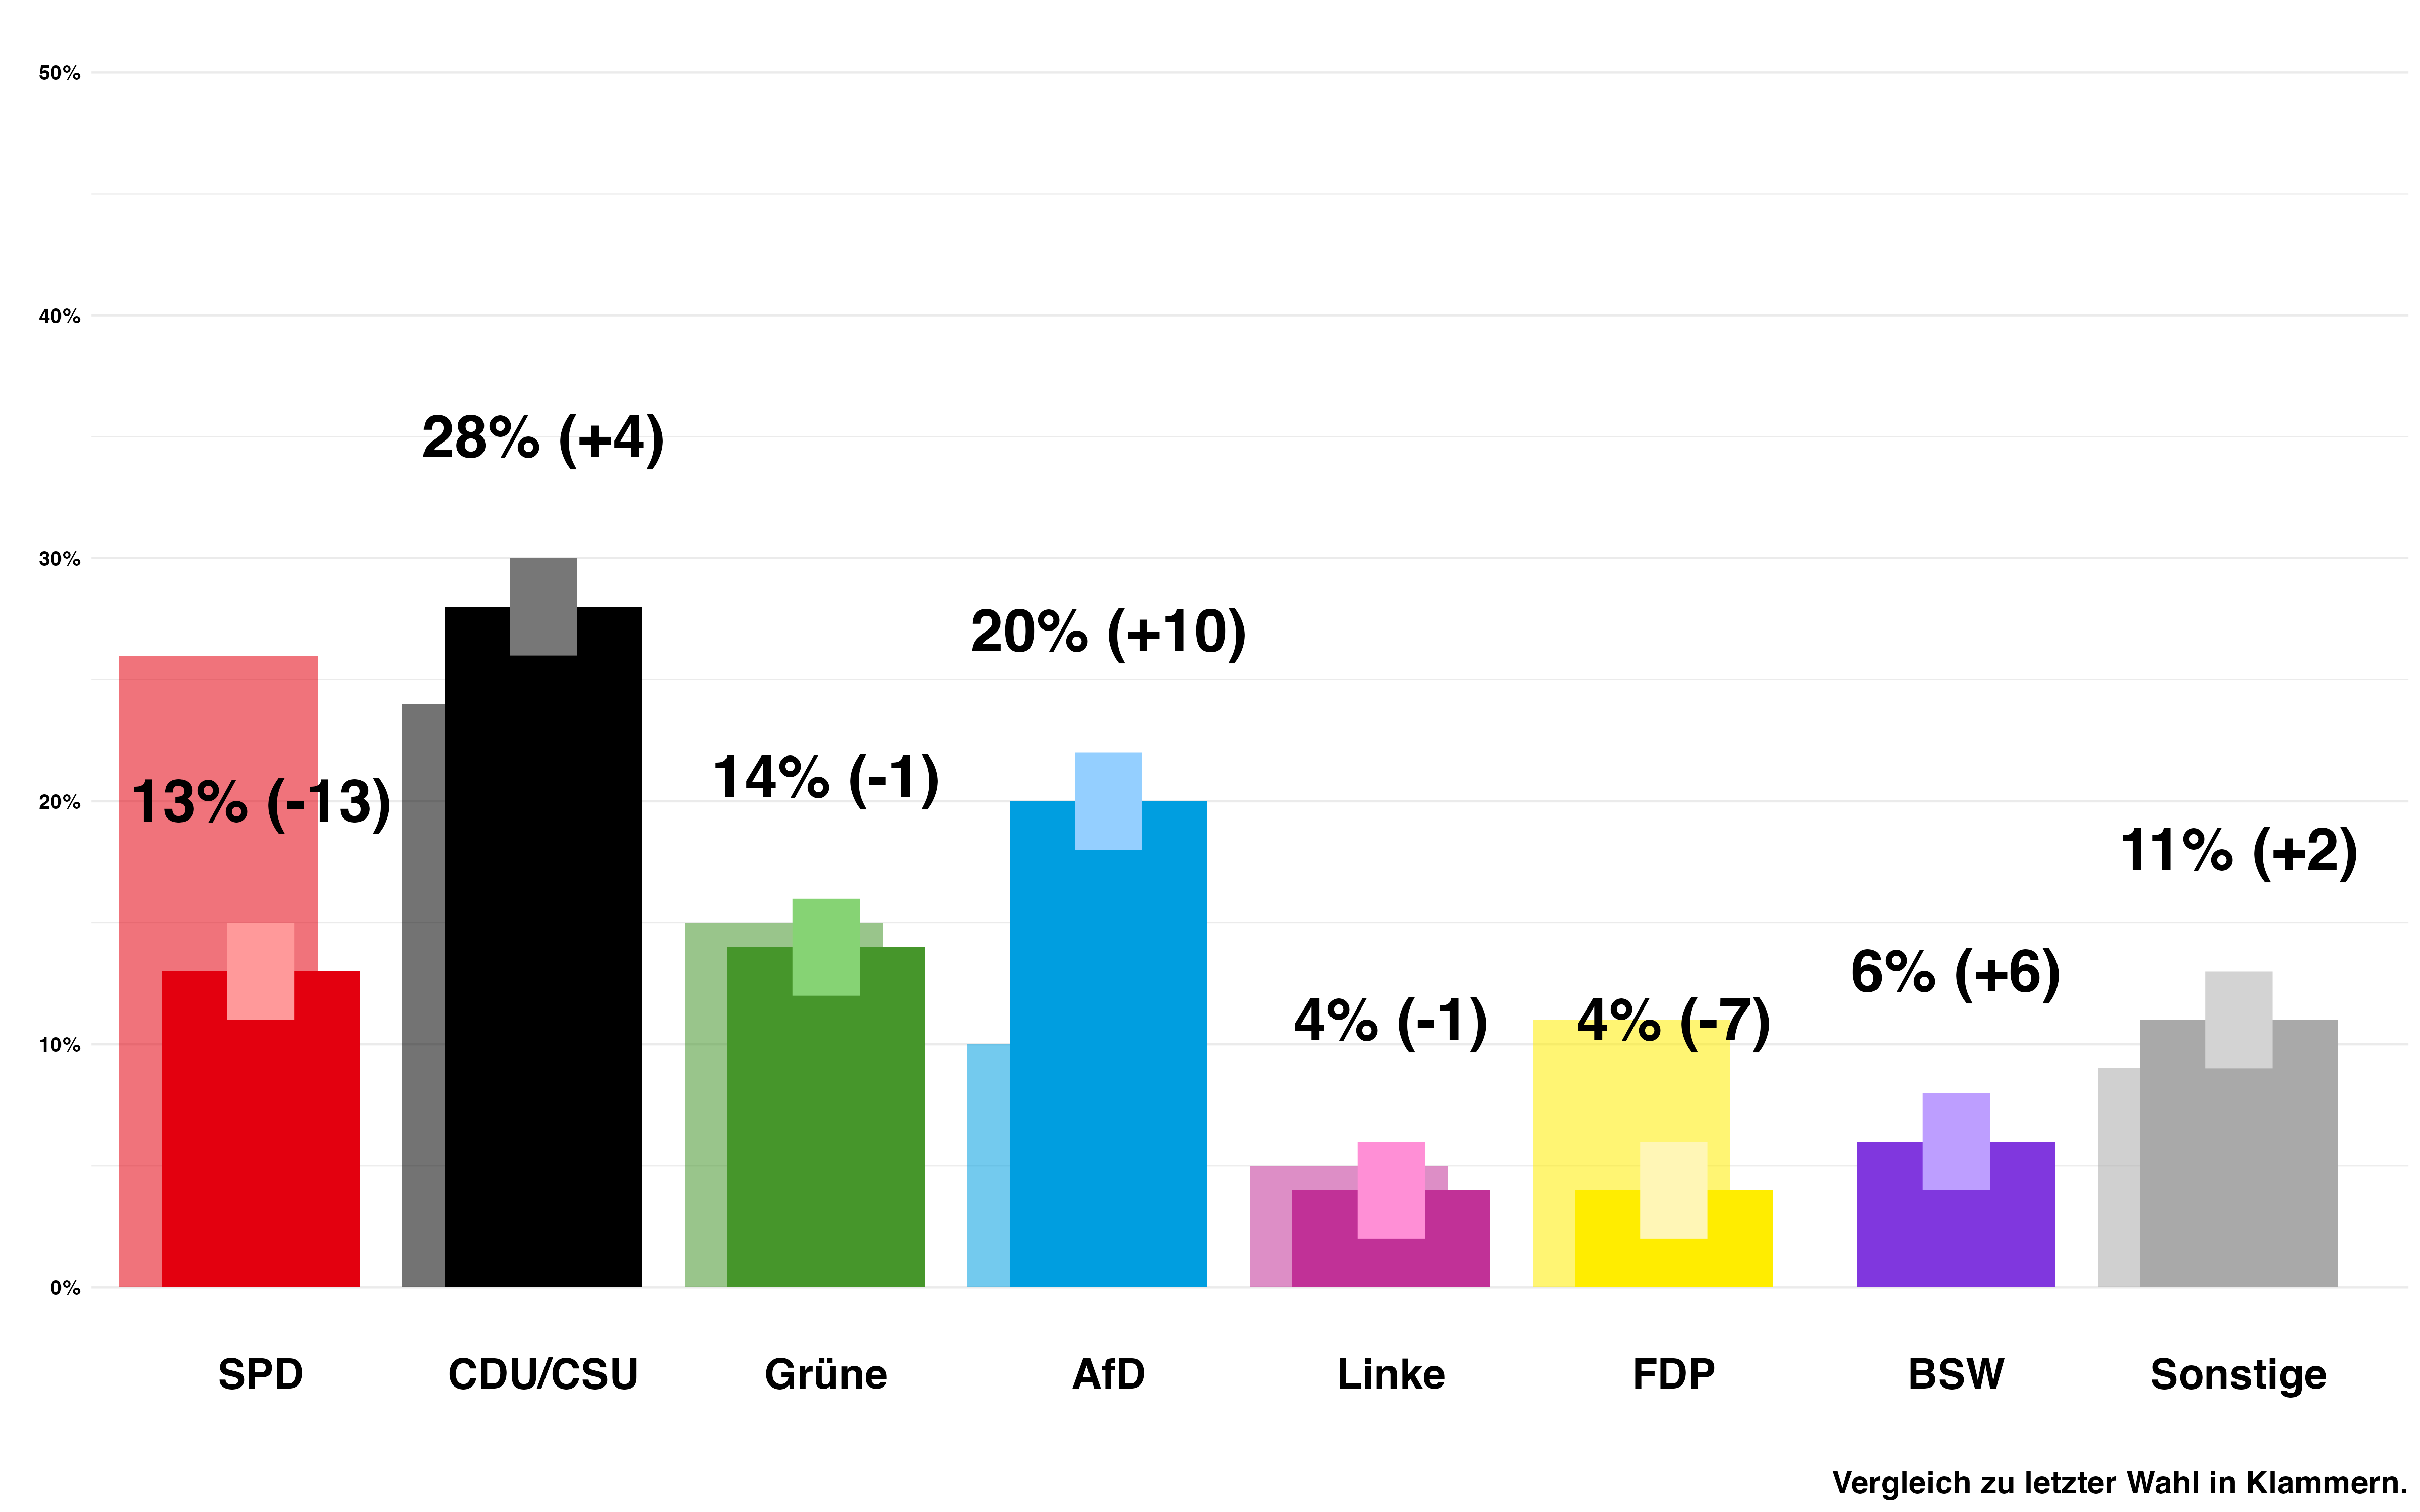 50%
40%
30%
20%
10%
0%
13% (-13)
28% (+4)
14% (-1)
20% (+10)
4% (-1)
4% (-7)
6% (+6)
11% (+2)
SPD
CDU/CSU
Grüne
AfD
Linke
FDP
BSW
Sonstige
Vergleich zu letzter Wahl in Klammern.